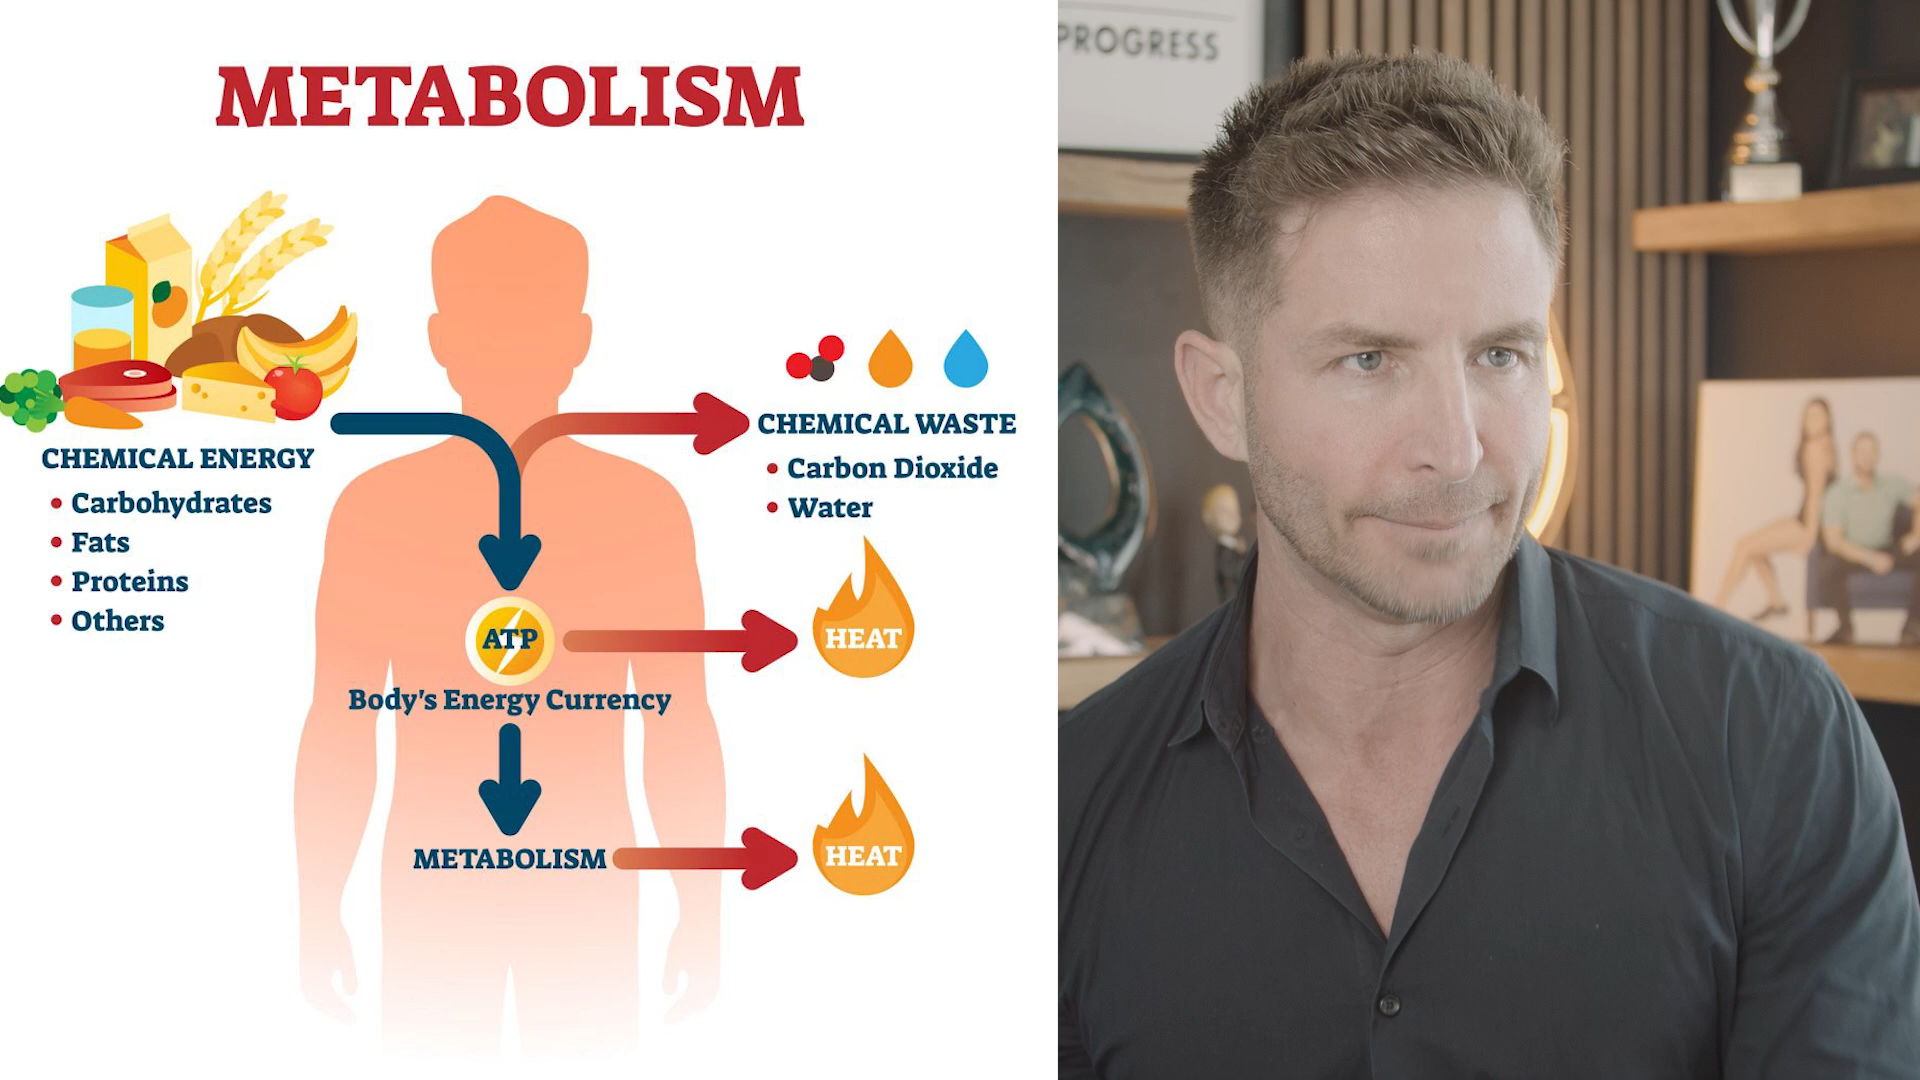 METABOLISM
CHEMICAL ENERGY
• Carbohydrates
• Fats
• Proteins
• Others
CHEMICAL WASTE
• Carbon Dioxide
• Water
ATP
HEAT
Body's Energy Currency
METABOLISM
HEAT
PROGRESS